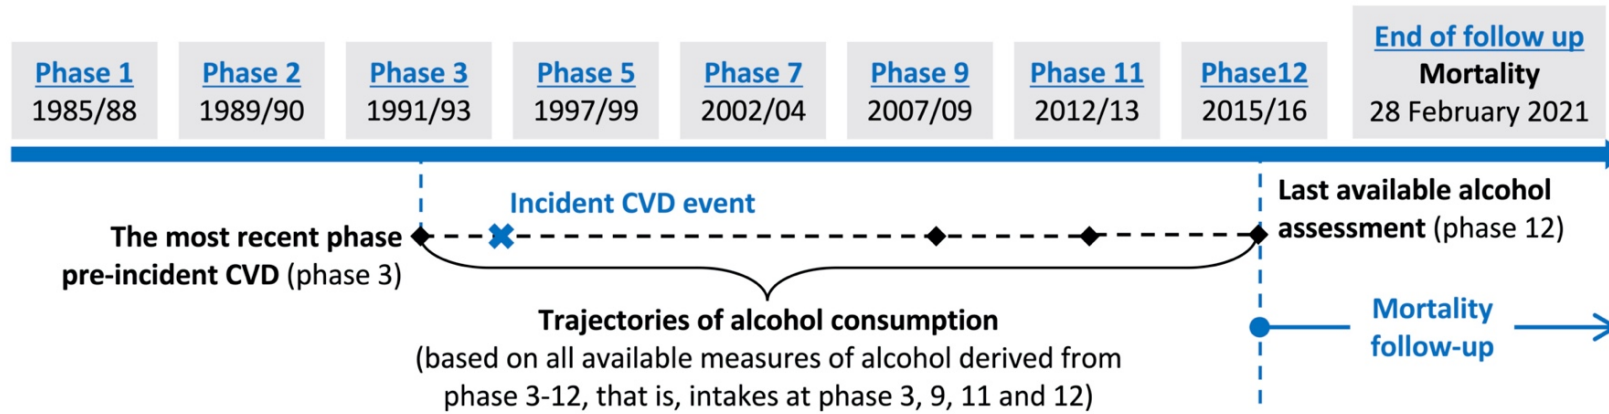 Phase 1
1985/88
Phase 2
1989/90
Phase 3
1991/93
Phase 5
1997/99
Phase 7
2002/04
Phase 9
2007/09
Phase 11
2012/13
Phase12
2015/16
End of follow up
Mortality
28 February 2021
Incident CVD event
The most recent phase
pre-incident CVD (phase 3)
Last available alcohol
assessment (phase 12)
Trajectories of alcohol consumption
(based on all available measures of alcohol derived from
phase 3-12, that is, intakes at phase 3, 9, 11 and 12)
Mortality
follow-up